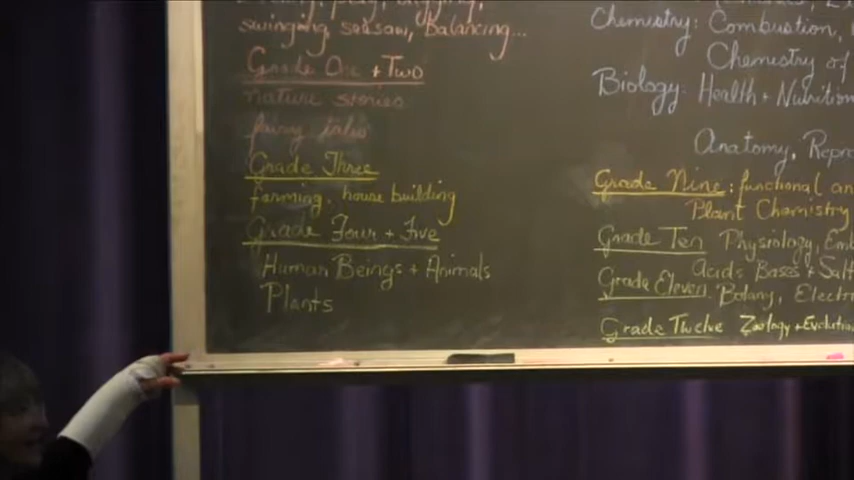 swinging, seesaw, balancing...
Grade One + Two
nature stories
fairy tales
Grade Three
farming, house building
Grade Four + Five
Human Beings + Animals
Plants
Chemistry: Combustion,
Chemistry of
Biology: Health + Nutrition
Anatomy, Repro
Grade Nine: functional an
Plant Chemistry
Grade Ten Physiology, Em
Grade Eleven Acids Bases + Salt
Botany, Electr
Grade Twelve Zoology + Evolution